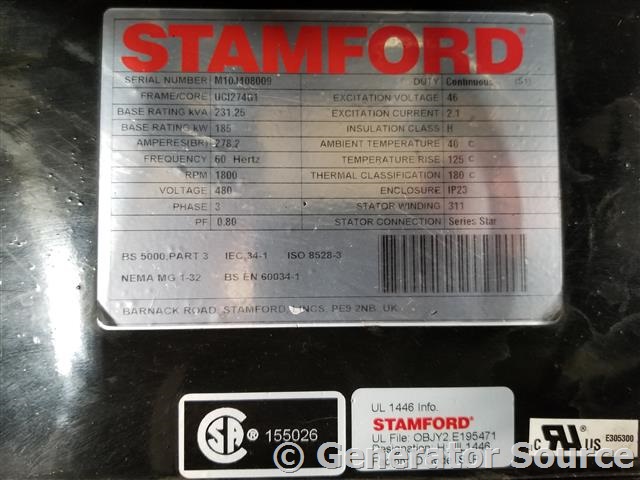 STAMFORD®
SERIAL NUMBER M10J108009 DUTY Continuous (S1)
FRAME/CORE UCI274G1 EXCITATION VOLTAGE 46
BASE RATING kVA 231.25 EXCITATION CURRENT 2.1
BASE RATING kW 185 INSULATION CLASS H
AMPERES(BR) 278.2 AMBIENT TEMPERATURE 40 C
FREQUENCY 60 Hertz TEMPERATURE RISE 125 C
RPM 1800 THERMAL CLASSIFICATION 180 C
VOLTAGE 480 ENCLOSURE IP23
PHASE 3 STATOR WINDING 311
PF 0.80 STATOR CONNECTION Series Star
BS 5000,PART 3 IEC,34-1 ISO 8528-3
NEMA MG 1-32 BS EN 60034-1
BARNACK ROAD, STAMFORD LINCS, PE9 2NB, UK
UL 1446 Info.
STAMFORD®
CSA ® 155026
UL File: OBJY2.E195471
c RU US E305300
1446
© Generator Source